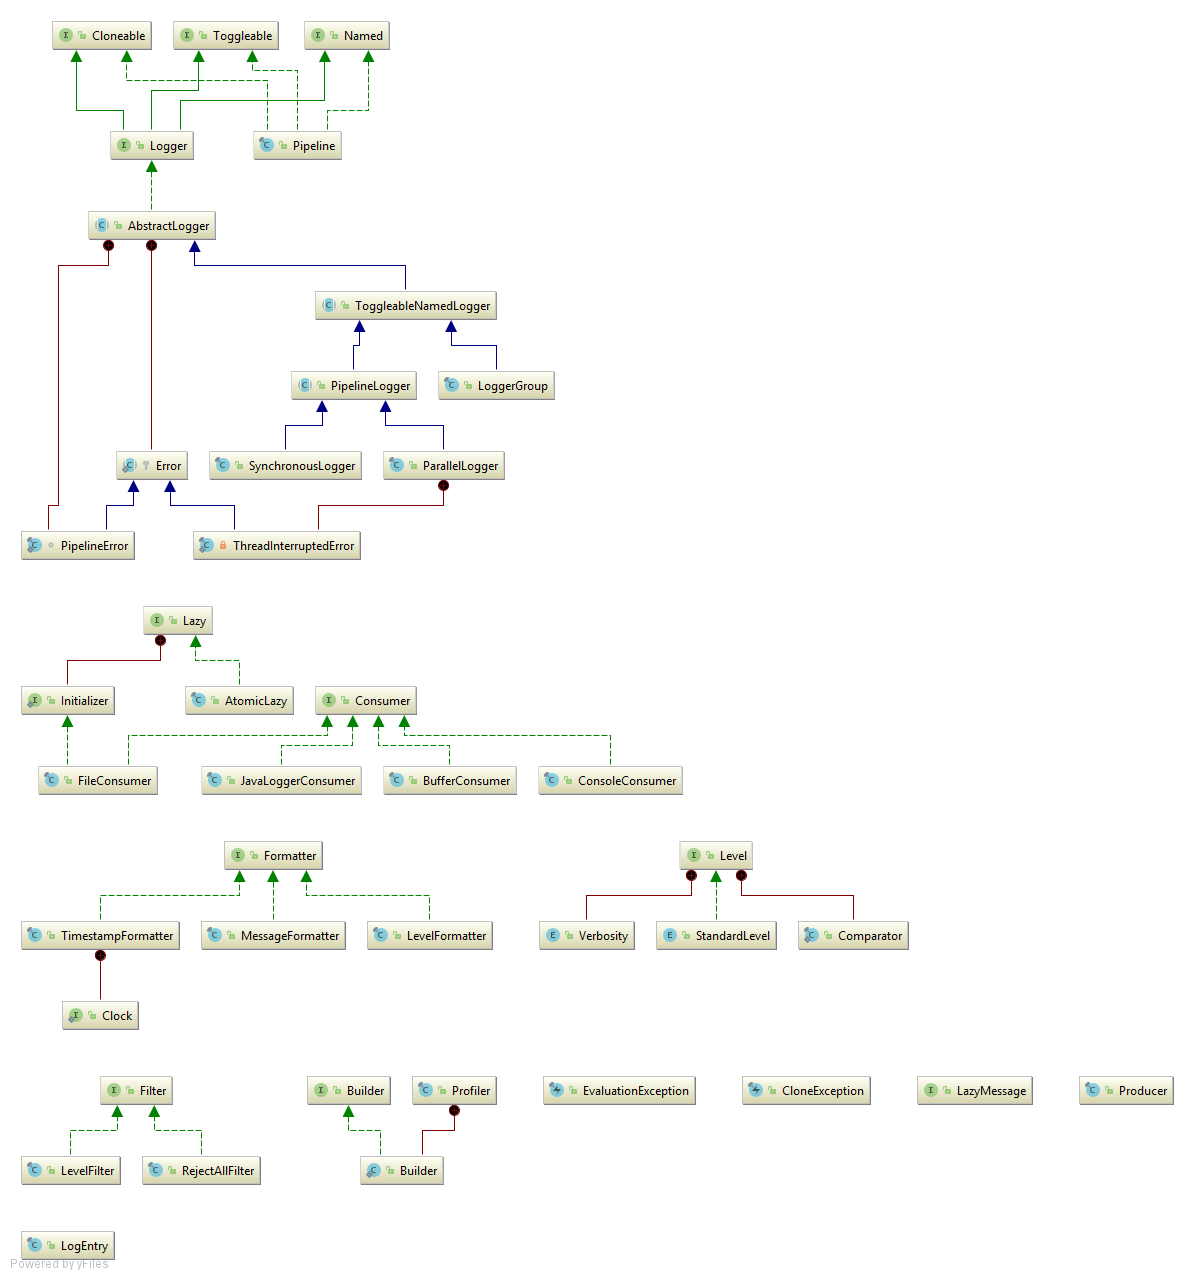 Cloneable Toggleable Named
Logger Pipeline
AbstractLogger
ToggleableNamedLogger
PipelineLogger LoggerGroup
Error SynchronousLogger ParallelLogger
PipelineError ThreadInterruptedError
Lazy
Initializer AtomicLazy Consumer
FileConsumer JavaLoggerConsumer BufferConsumer ConsoleConsumer
Formatter Level
TimestampFormatter MessageFormatter LevelFormatter Verbosity StandardLevel Comparator
Clock
Filter Builder Profiler EvaluationException CloneException LazyMessage Producer
LevelFilter RejectAllFilter Builder
LogEntry
Powered by yFiles